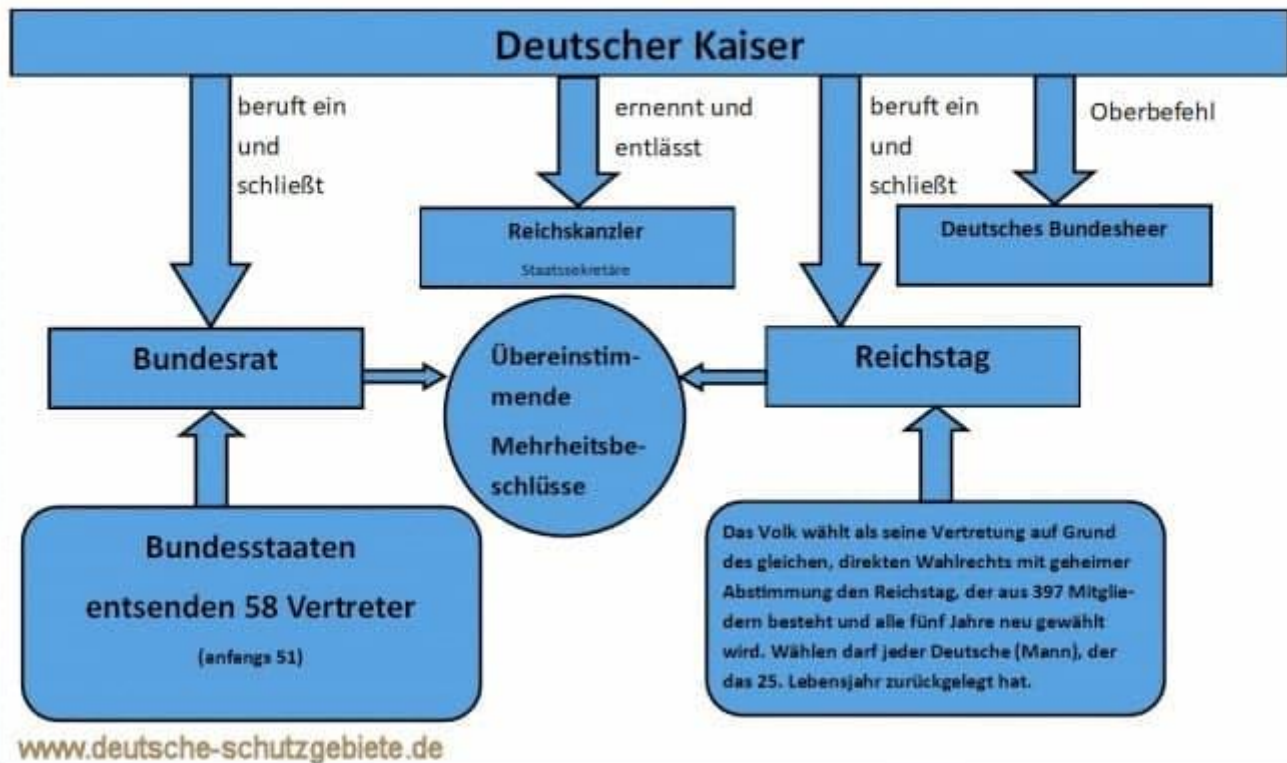 Deutscher Kaiser
beruft ein
und
schließt
ernennt und
entlässt
beruft ein
und
schließt
Oberbefehl
Reichskanzler
Staatssekretäre
Deutsches Bundesheer
Bundesrat
Übereinstim-
mende
Mehrheitsbe-
schlüsse
Reichstag
Bundesstaaten
entsenden 58 Vertreter
(anfangs 51)
Das Volk wählt als seine Vertretung auf Grund
des gleichen, direkten Wahlrechts mit geheimer
Abstimmung den Reichstag, der aus 397 Mitglie-
dern besteht und alle fünf Jahre neu gewählt
wird. Wählen darf jeder Deutsche (Mann), der
das 25. Lebensjahr zurückgelegt hat.
www.deutsche-schutzgebiete.de